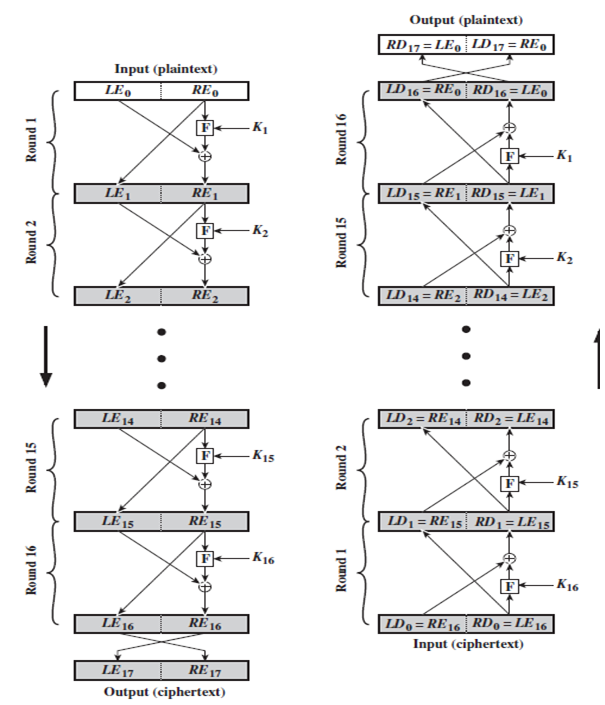 Input (plaintext)
LE0 RE0
Round 1
F
K1
LE1 RE1
Round 2
F
K2
LE2 RE2
LE14 RE14
Round 15
F
K15
LE15 RE15
Round 16
F
K16
LE16 RE16
LE17 RE17
Output (ciphertext)
Output (plaintext)
RD17 = LE0 LD17 = RE0
LD16 = RE0 RD16 = LE0
Round 16
F
K1
LD15 = RE1 RD15 = LE1
Round 15
F
K2
LD14 = RE2 RD14 = LE2
LD2 = RE14 RD2 = LE14
Round 2
F
K15
LD1 = RE15 RD1 = LE15
Round 1
F
K16
LD0 = RE16 RD0 = LE16
Input (ciphertext)